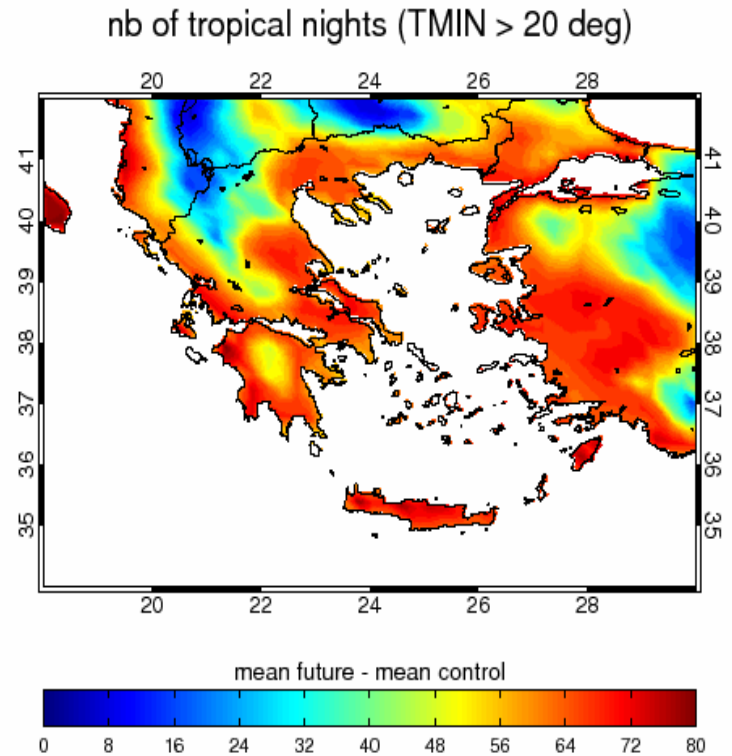 nb of tropical nights (TMIN > 20 deg)
20 22 24 26 28
41 41
40 40
39 39
38 38
37 37
36 36
35 35
20 22 24 26 28
mean future - mean control
0 8 16 24 32 40 48 56 64 72 80